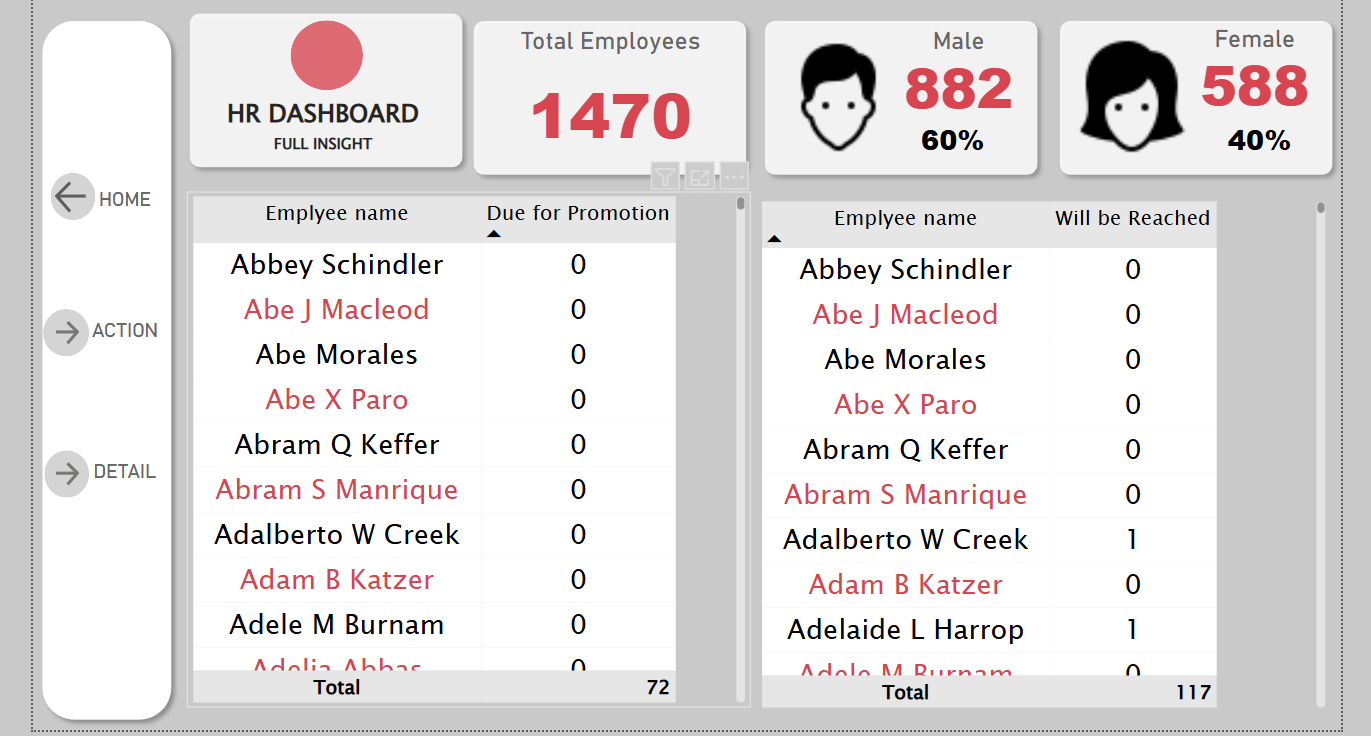 HR DASHBOARD
FULL INSIGHT
Total Employees
1470
Male
882
60%
Female
588
40%
HOME
ACTION
DETAIL
Emplyee name Due for Promotion
Abbey Schindler 0
Abe J Macleod 0
Abe Morales 0
Abe X Paro 0
Abram Q Keffer 0
Abram S Manrique 0
Adalberto W Creek 0
Adam B Katzer 0
Adele M Burnam 0
Adelia Abbas 0
Total 72
Emplyee name Will be Reached
Abbey Schindler 0
Abe J Macleod 0
Abe Morales 0
Abe X Paro 0
Abram Q Keffer 0
Abram S Manrique 0
Adalberto W Creek 1
Adam B Katzer 0
Adelaide L Harrop 1
Adele M Burnam 0
Total 117